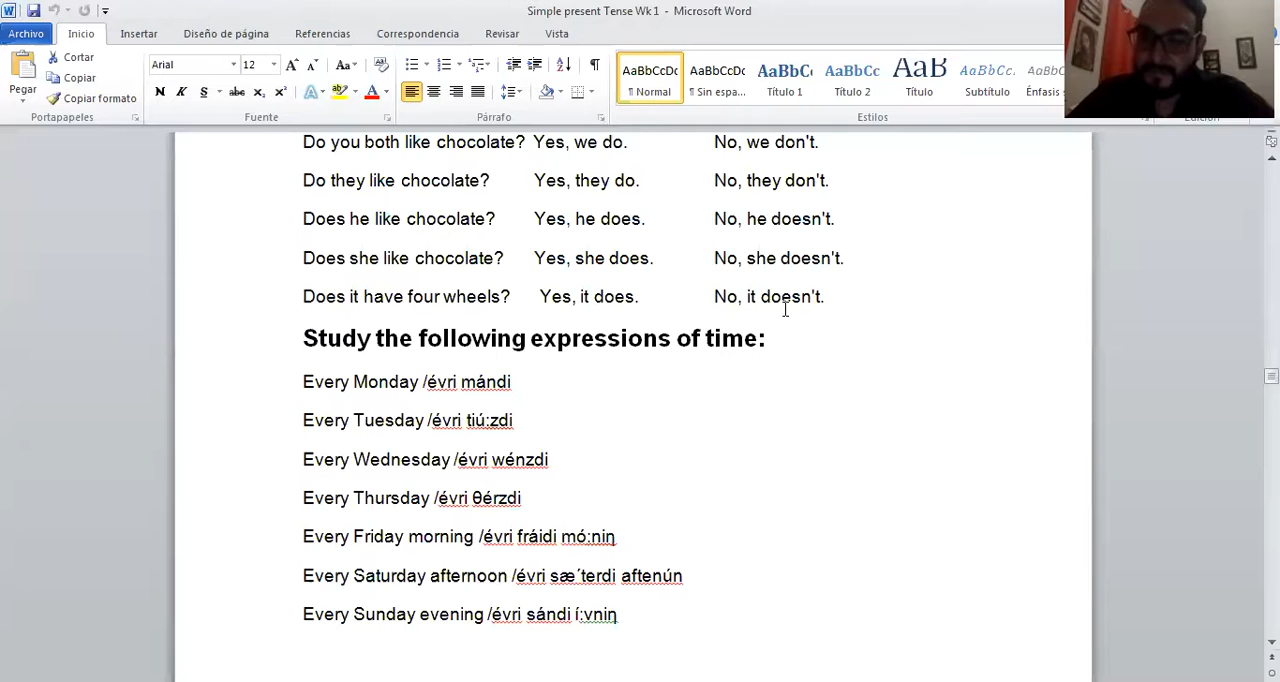 Simple present Tense Wk 1 - Microsoft Word
Archivo Inicio Insertar Diseño de página Referencias Correspondencia Revisar Vista
Pegar
Cortar
Copiar
Copiar formato
Portapapeles
Arial 12
Fuente
Párrafo
AaBbCcDc AaBbCcDc AaBbC AaBbCc AaB AaBbCc. AaBbC
¶ Normal ¶ Sin espa... Título 1 Título 2 Título Subtítulo Énfasis
Estilos
Do you both like chocolate? Yes, we do. No, we don't.
Do they like chocolate? Yes, they do. No, they don't.
Does he like chocolate? Yes, he does. No, he doesn't.
Does she like chocolate? Yes, she does. No, she doesn't.
Does it have four wheels? Yes, it does. No, it doesn't.
Study the following expressions of time:
Every Monday /évri mándi
Every Tuesday /évri tiú:zdi
Every Wednesday /évri wénzdi
Every Thursday /évri θérzdi
Every Friday morning /évri fráidi mó:niƞ
Every Saturday afternoon /évri sæ´terdi aftenún
Every Sunday evening /évri sándi í:vniƞ